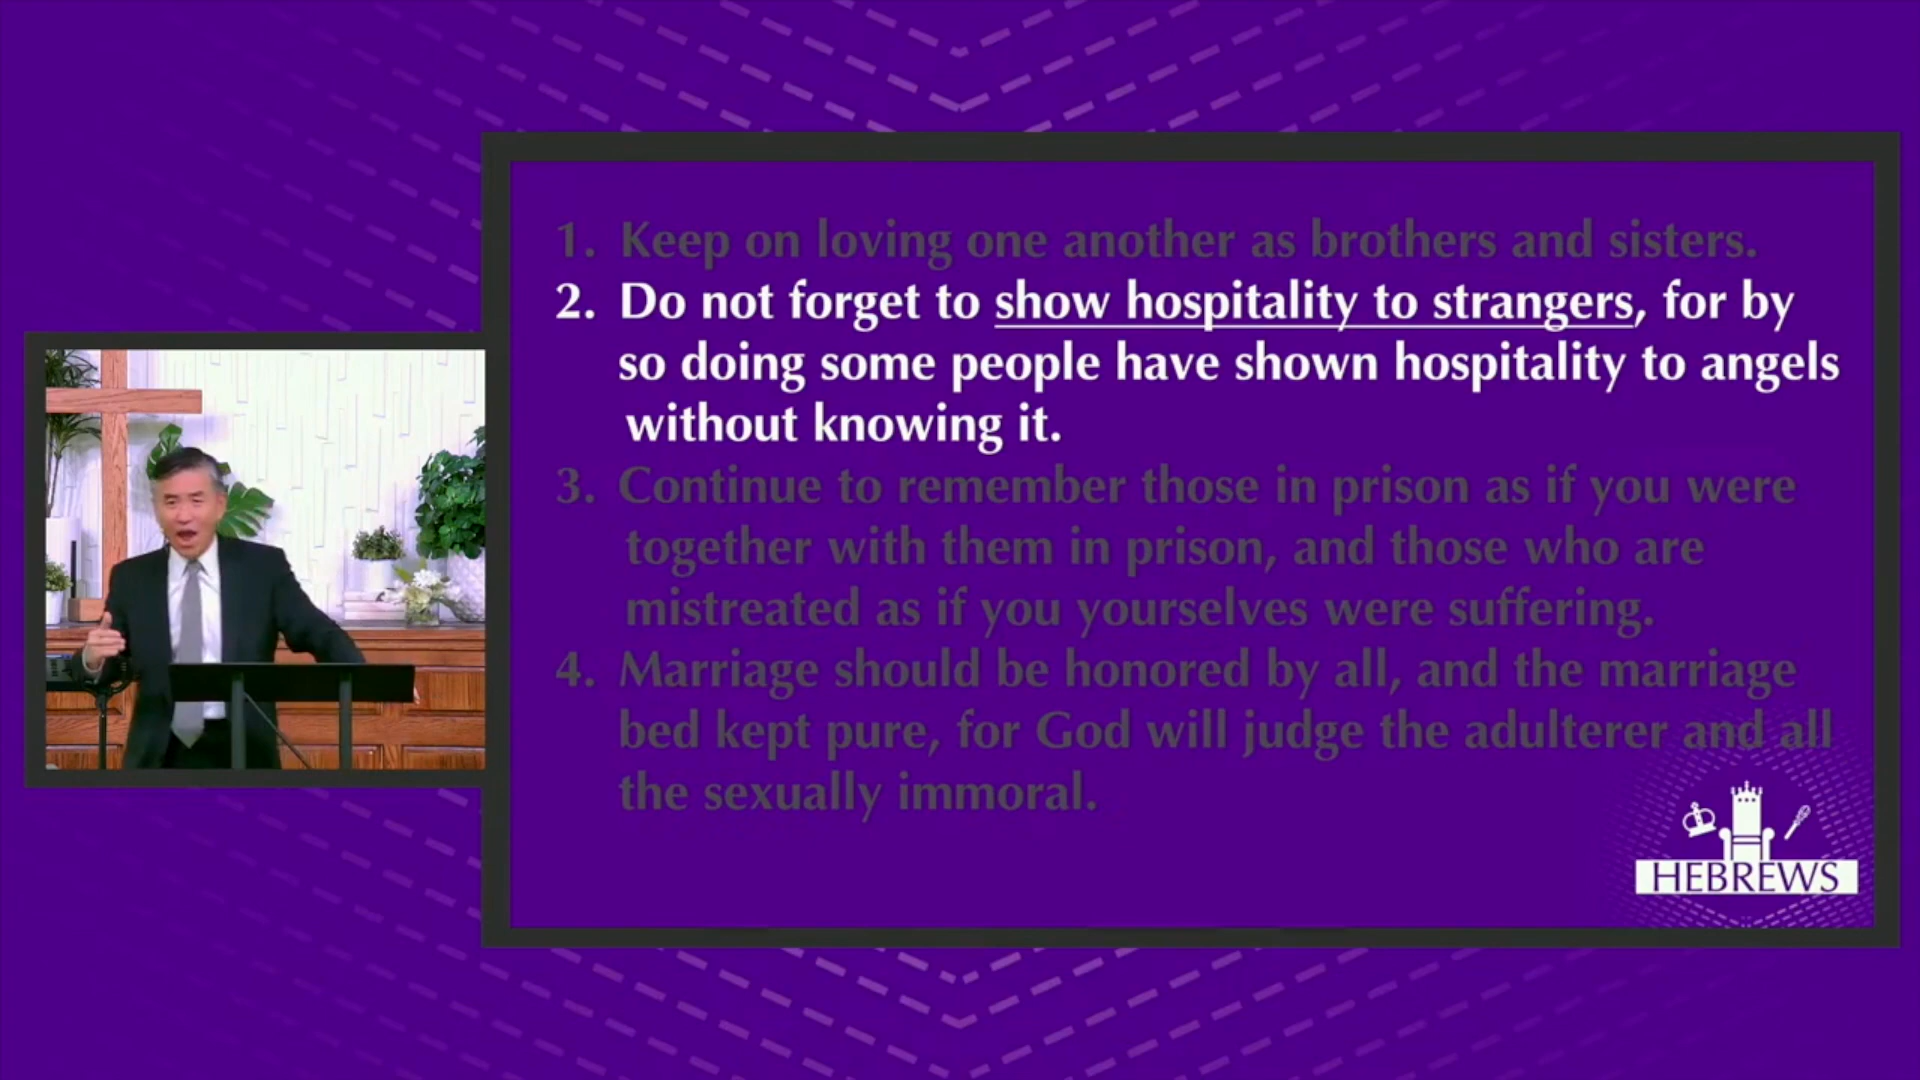 1. Keep on loving one another as brothers and sisters.
2. Do not forget to show hospitality to strangers, for by
so doing some people have shown hospitality to angels
without knowing it.
3. Continue to remember those in prison as if you were
together with them in prison, and those who are
mistreated as if you yourselves were suffering.
4. Marriage should be honored by all, and the marriage
bed kept pure, for God will judge the adulterer and all
the sexually immoral.
HEBREWS